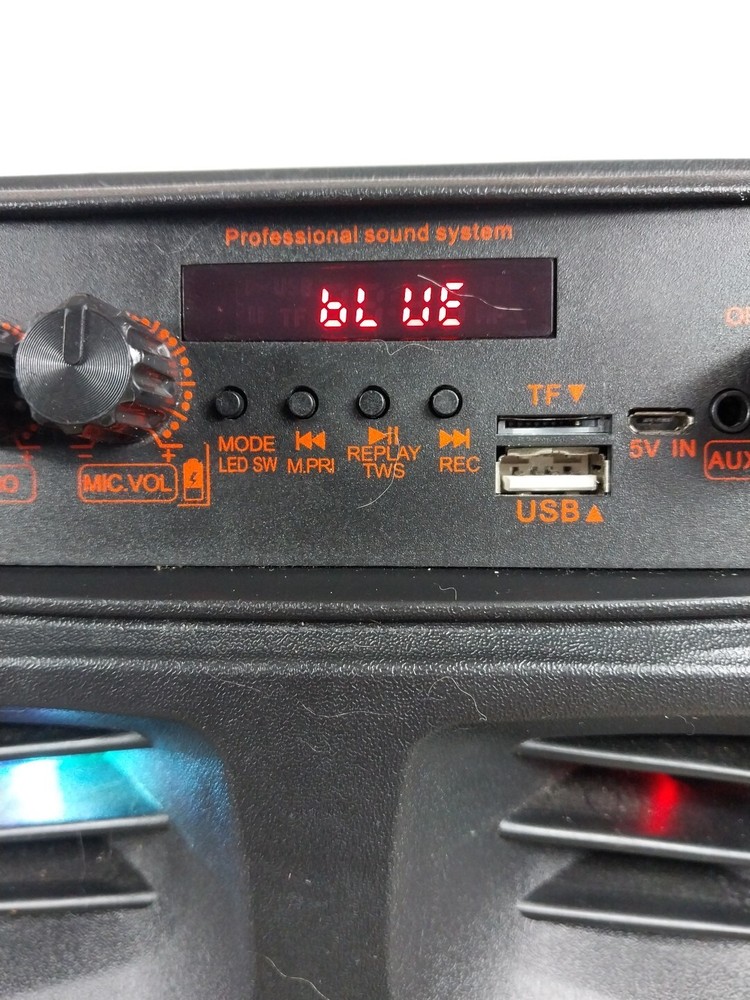 Professional sound system
bLUE
TF▼
MODE
LED SW
M.PRI
REPLAY
TWS
REC
5V IN
AUX
MIC.VOL
USB▲